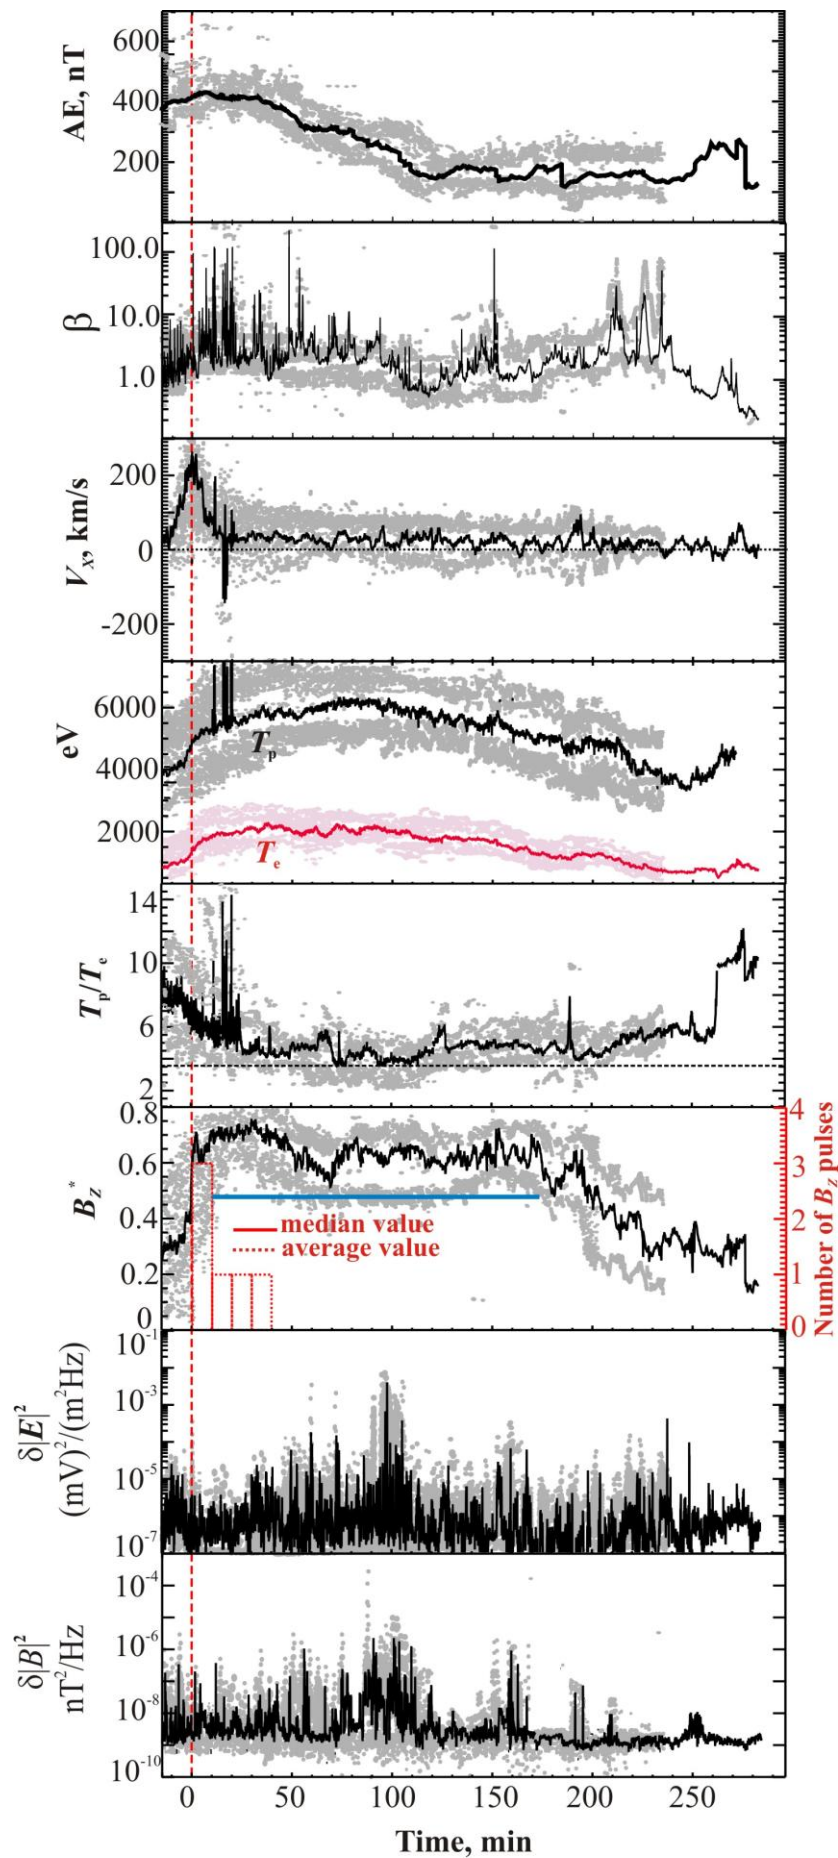 600
400
200
AE, nT
100.0
10.0
1.0
β
200
0
-200
Vx, km/s
6000
4000
2000
eV
Tp
Te
14
10
6
2
Tp/Te
0.8
0.6
0.4
0.2
0
Bz*
median value
average value
4
3
2
1
0
Number of Bz pulses
10⁻¹
10⁻³
10⁻⁵
10⁻⁷
δ|E|²
(mV)²/(m²Hz)
10⁻⁴
10⁻⁶
10⁻⁸
10⁻¹⁰
δ|B|²
nT²/Hz
0 50 100 150 200 250
Time, min